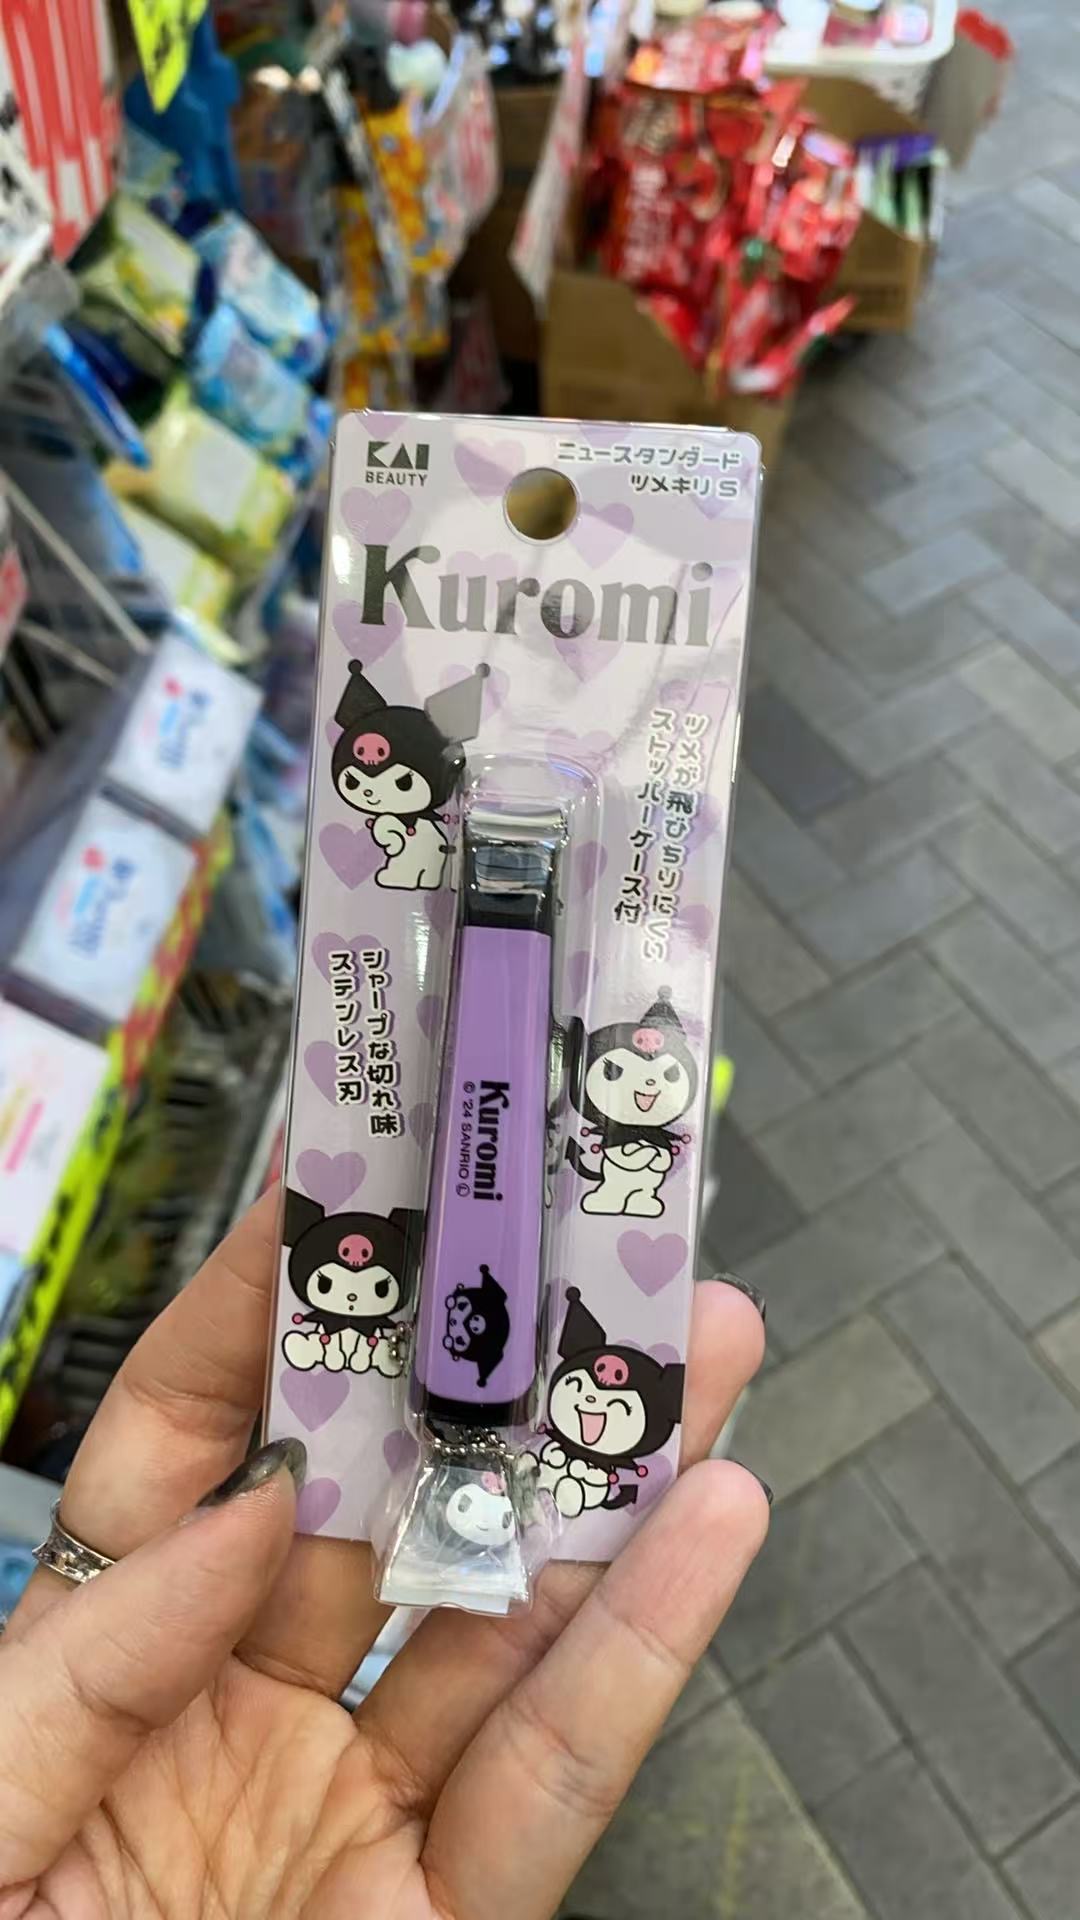 KAI
BEAUTY
ニュースタンダード
ツメキリ S
Kuromi
ツメが飛びちりにくい
ストッパーケース付
シャープな切れ味
ステンレス刃
Kuromi
© '24 SANRIO Ⓛ